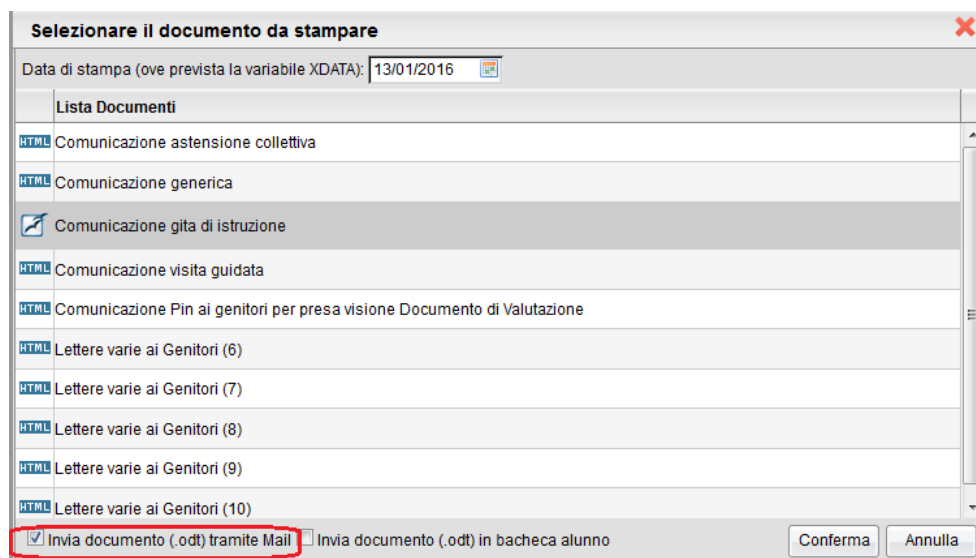 Selezionare il documento da stampare
Data di stampa (ove prevista la variabile XDATA): 13/01/2016
Lista Documenti
HTML Comunicazione astensione collettiva
HTML Comunicazione generica
Comunicazione gita di istruzione
HTML Comunicazione visita guidata
HTML Comunicazione Pin ai genitori per presa visione Documento di Valutazione
HTML Lettere varie ai Genitori (6)
HTML Lettere varie ai Genitori (7)
HTML Lettere varie ai Genitori (8)
HTML Lettere varie ai Genitori (9)
HTML Lettere varie ai Genitori (10)
Invia documento (.odt) tramite Mail Invia documento (.odt) in bacheca alunno Conferma Annulla